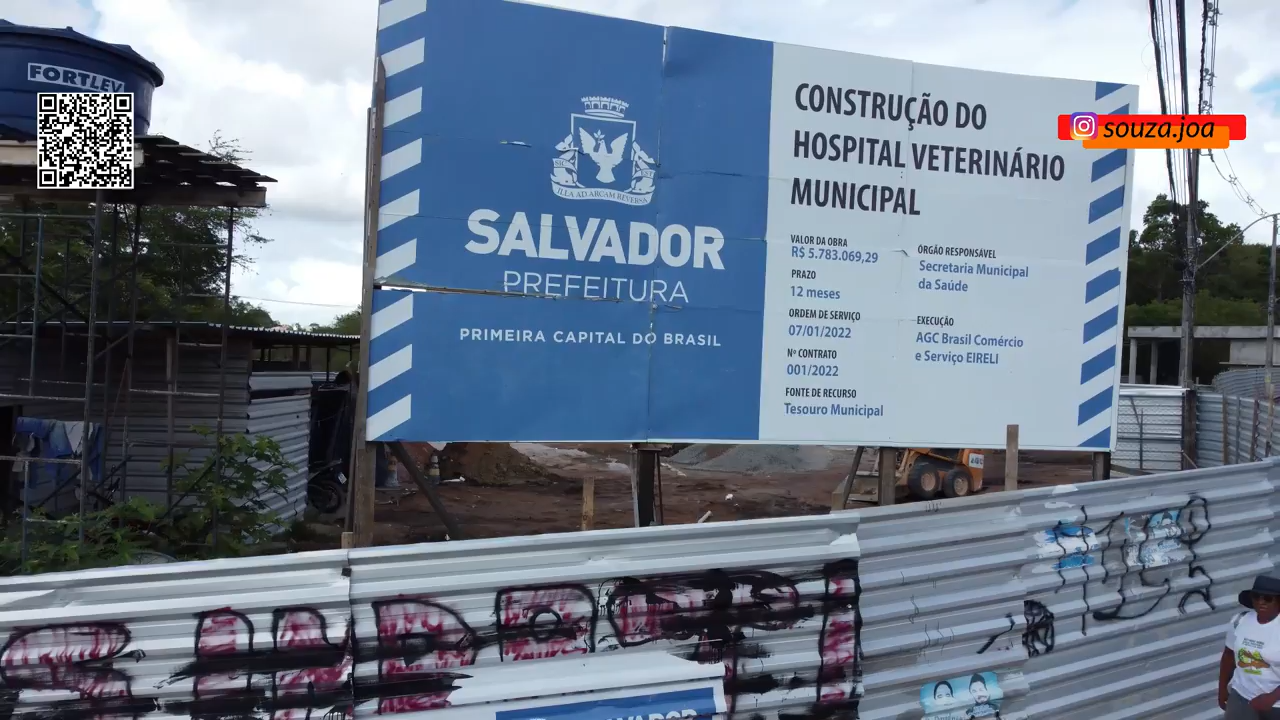 FORTLEV
souza.joa
ILLA AD ARCAM REVERSA
SALVADOR
PREFEITURA
PRIMEIRA CAPITAL DO BRASIL
CONSTRUÇÃO DO
HOSPITAL VETERINÁRIO
MUNICIPAL
VALOR DA OBRA
R$ 5.783.069,29
PRAZO
12 meses
ORDEM DE SERVIÇO
07/01/2022
Nº CONTRATO
001/2022
FONTE DE RECURSO
Tesouro Municipal
ÓRGÃO RESPONSÁVEL
Secretaria Municipal
da Saúde
EXECUÇÃO
AGC Brasil Comércio
e Serviço EIRELI
SALVADOR